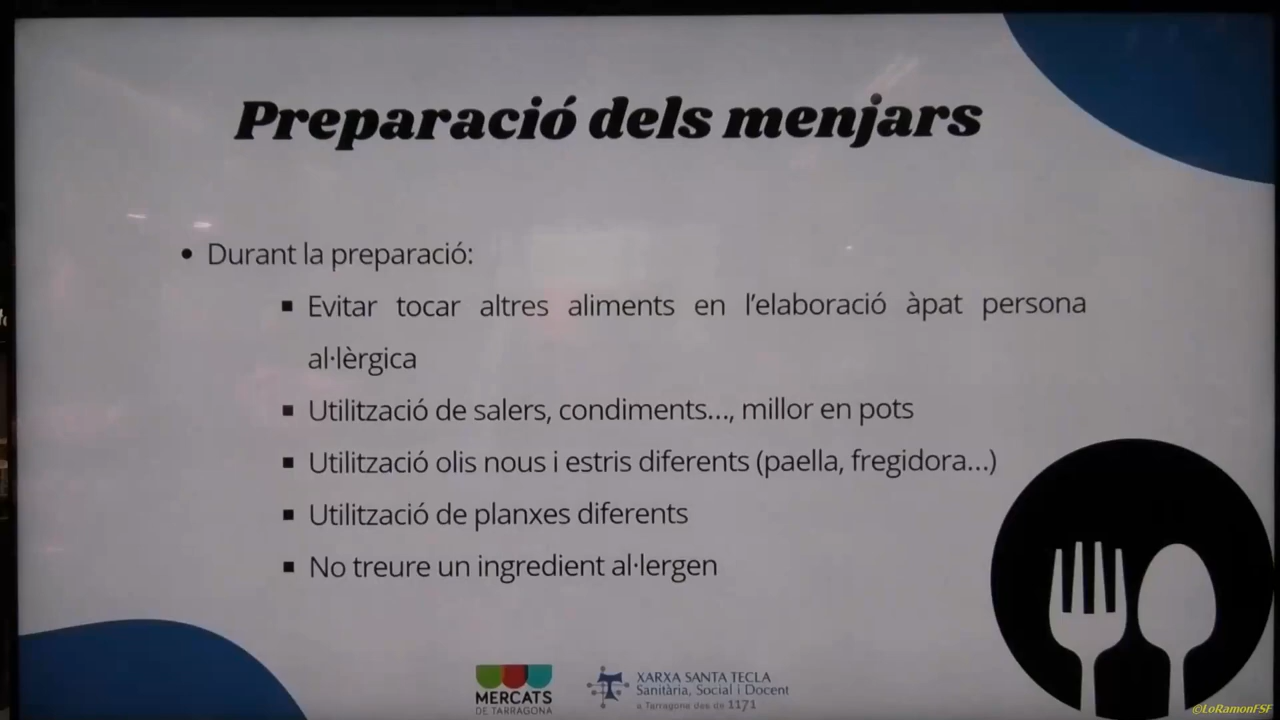 Preparació dels menjars
• Durant la preparació:
▪ Evitar tocar altres aliments en l'elaboració àpat persona
al·lèrgica
▪ Utilització de salers, condiments..., millor en pots
▪ Utilització olis nous i estris diferents (paella, fregidora...)
▪ Utilització de planxes diferents
▪ No treure un ingredient al·lergen
MERCATS
DE TARRAGONA
XARXA SANTA TECLA
Sanitària, Social i Docent
a Tarragona des de 1171
©LoRamonFSF